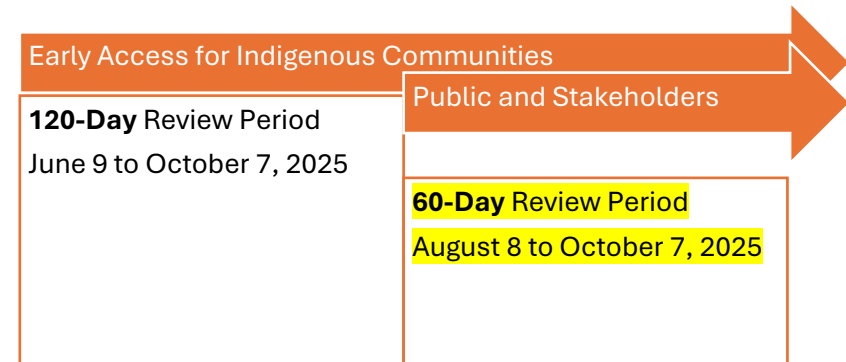 Early Access for Indigenous Communities
120-Day Review Period
June 9 to October 7, 2025
Public and Stakeholders
60-Day Review Period
August 8 to October 7, 2025